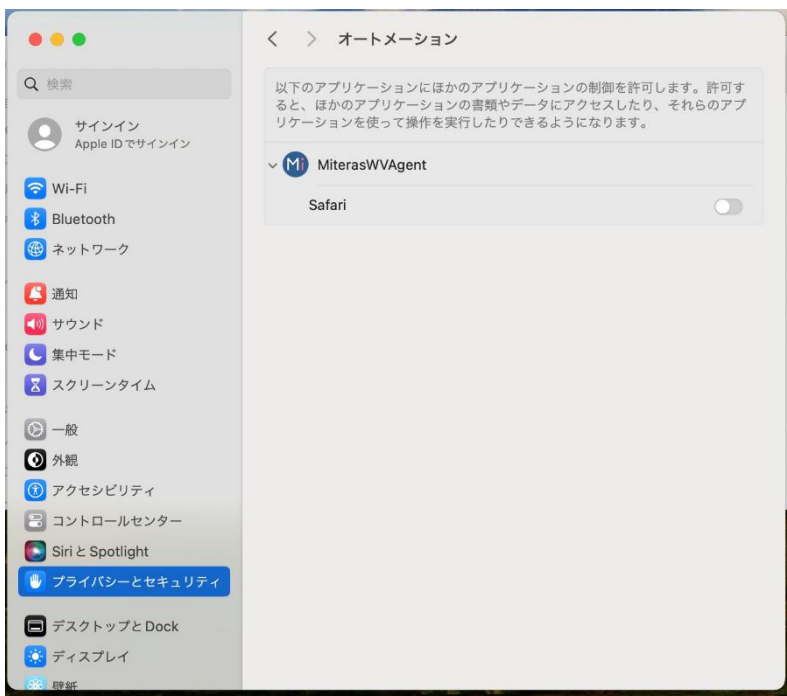 オートメーション
検索
サインイン
Apple ID でサインイン
Wi-Fi
Bluetooth
ネットワーク
通知
サウンド
集中モード
スクリーンタイム
一般
外観
アクセシビリティ
コントロールセンター
Siri と Spotlight
プライバシーとセキュリティ
デスクトップと Dock
ディスプレイ
壁紙
以下のアプリケーションにほかのアプリケーションの制御を許可します。許可す
ると、ほかのアプリケーションの書類やデータにアクセスしたり、それらのアプ
リケーションを使って操作を実行したりできるようになります。
Mi
MiterasWVAgent
Safari